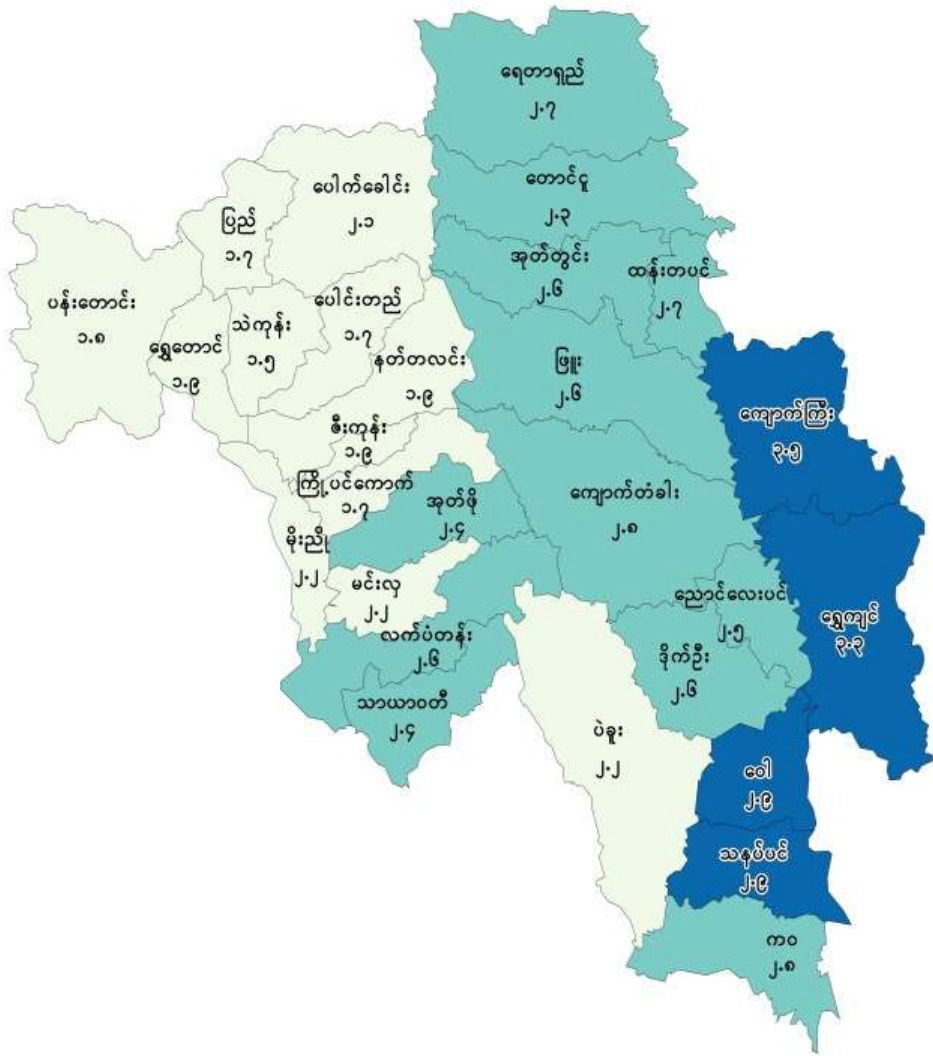 ရေတာရှည်
၂.၇
တောင်ငူ
၂.၃
ပေါက်ခေါင်း
၂.၁
ပြည်
၁.၇
အုတ်တွင်း
၂.၆
ထန်းတပင်
၂.၇
ပန်းတောင်း
၁.၈
ပေါင်းတည်
၁.၇
သဲကုန်း
၁.၅
ရွှေတောင်
၁.၉
နတ်တလင်း
၁.၉
ဖြူး
၂.၆
ကျောက်ကြီး
၃.၅
ဇီးကုန်း
၁.၉
ကြို့ပင်ကောက်
၁.၇
အုတ်ဖို
၂.၄
ကျောက်တံခါး
၂.၈
မိုးညို
၂.၂
မင်းလှ
၂.၂
ညောင်လေးပင်
၂.၅
ရွှေကျင်
၃.၃
လက်ပံတန်း
၂.၆
ဒိုက်ဦး
၂.၆
သာယာဝတီ
၂.၄
ပဲခူး
၂.၂
ဝေါ
၂.၉
သနပ်ပင်
၂.၉
ကဝ
၂.၈